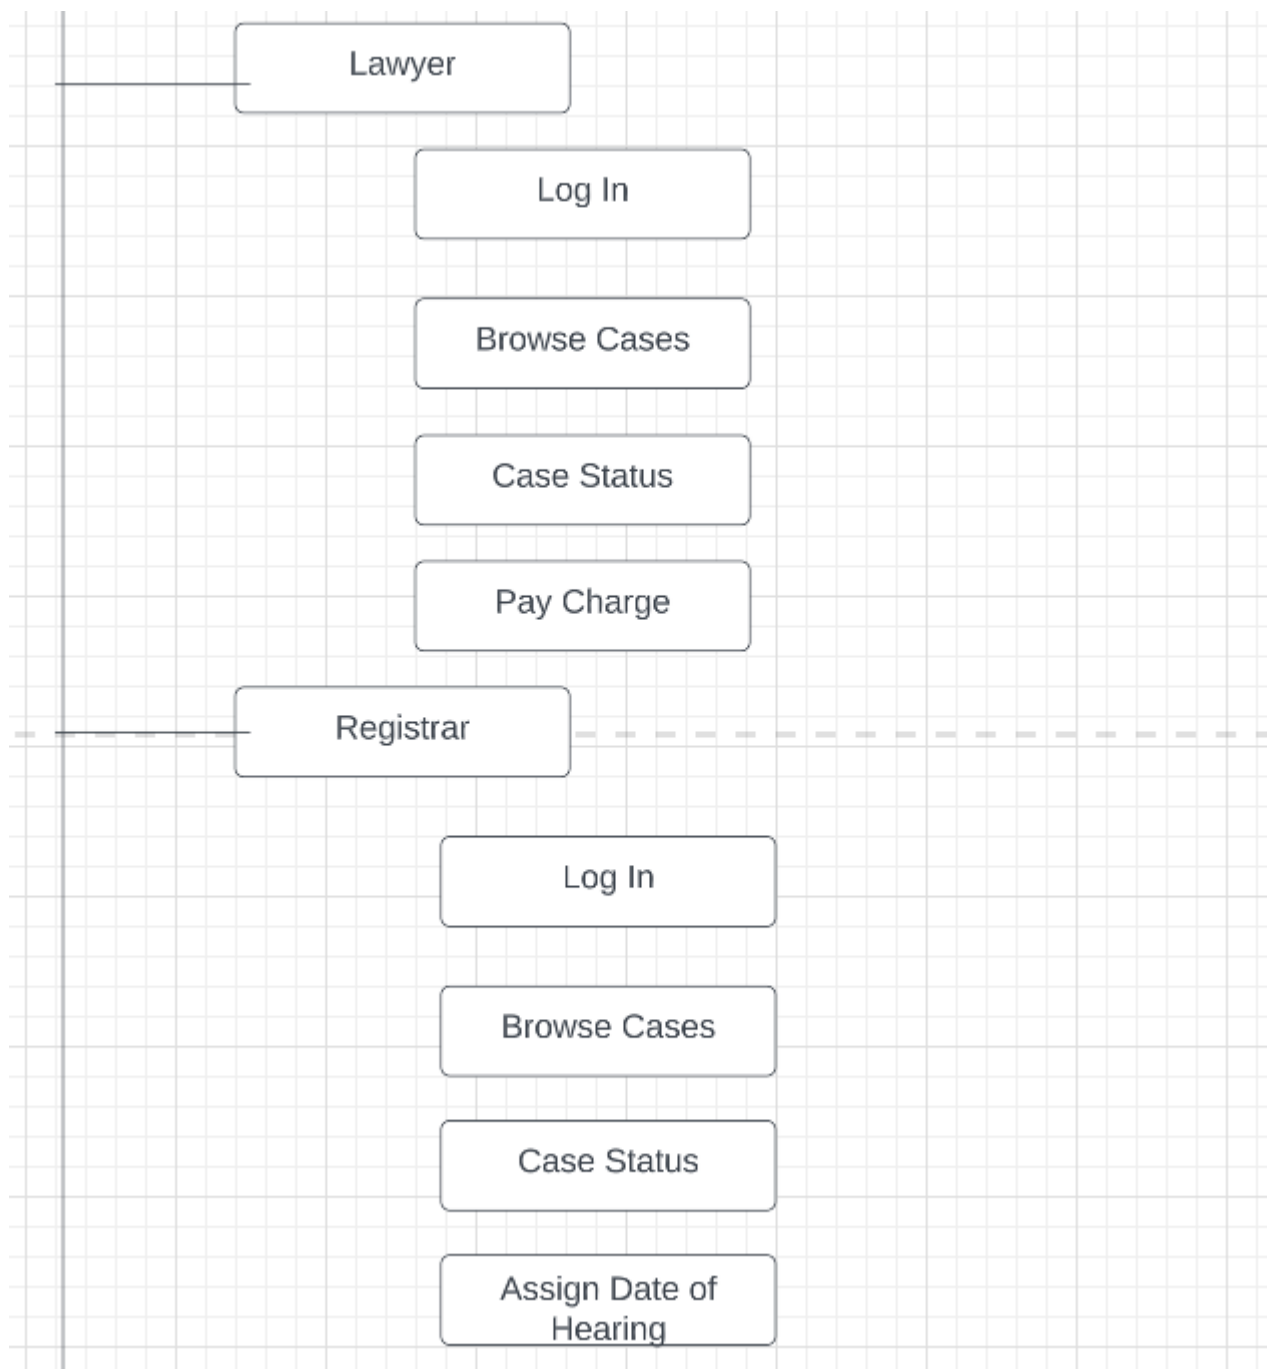 Lawyer
Log In
Browse Cases
Case Status
Pay Charge
Registrar
Log In
Browse Cases
Case Status
Assign Date of
Hearing